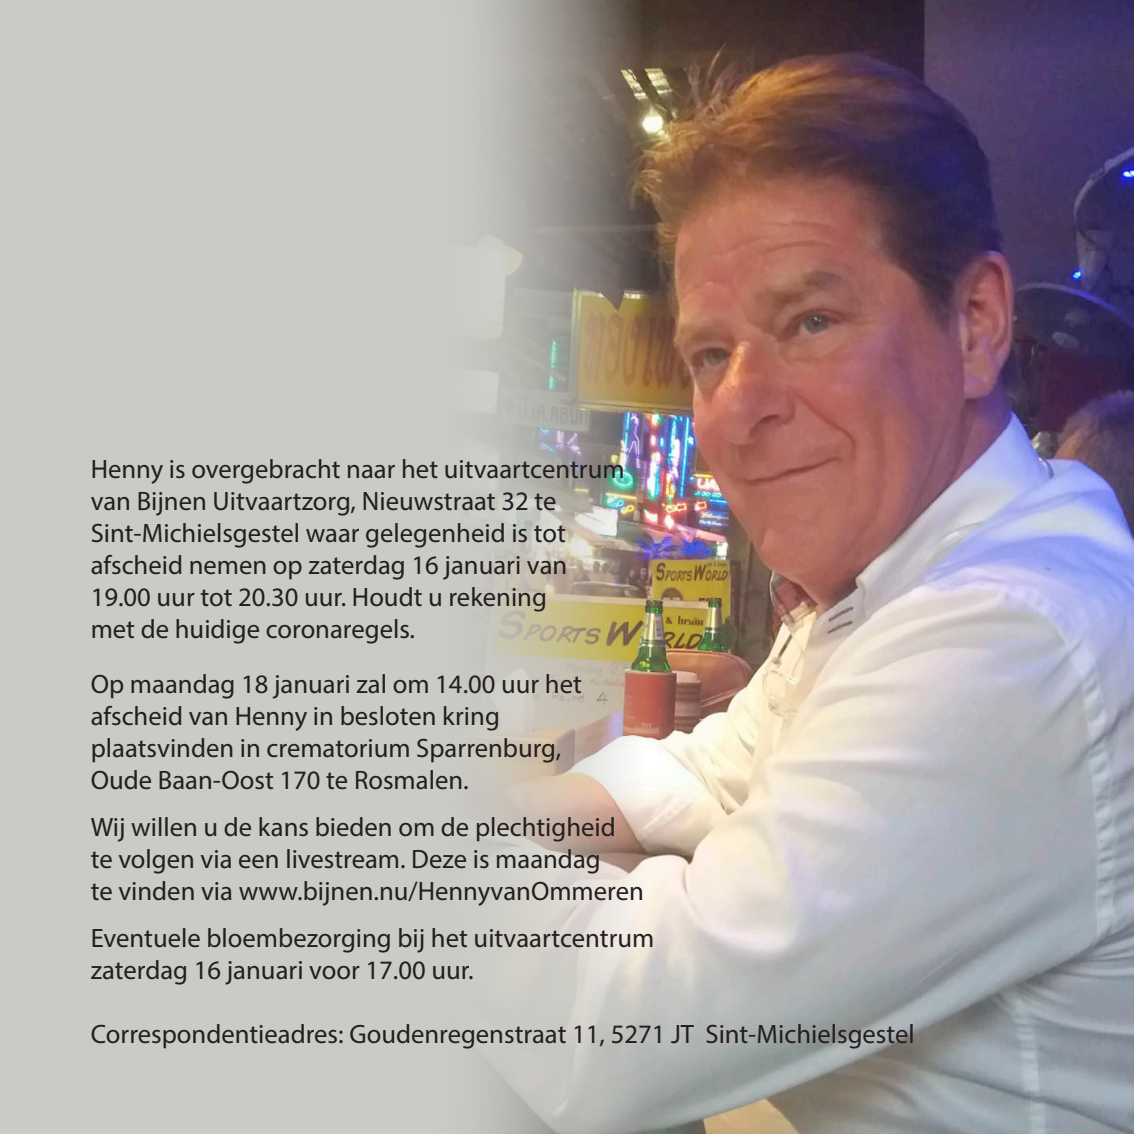 Henny is overgebracht naar het uitvaartcentrum
van Bijnen Uitvaartzorg, Nieuwstraat 32 te
Sint-Michielsgestel waar gelegenheid is tot
afscheid nemen op zaterdag 16 januari van
19.00 uur tot 20.30 uur. Houdt u rekening
met de huidige coronaregels.
Op maandag 18 januari zal om 14.00 uur het
afscheid van Henny in besloten kring
plaatsvinden in crematorium Sparrenburg,
Oude Baan-Oost 170 te Rosmalen.
Wij willen u de kans bieden om de plechtigheid
te volgen via een livestream. Deze is maandag
te vinden via www.bijnen.nu/HennyvanOmmeren
Eventuele bloembezorging bij het uitvaartcentrum
zaterdag 16 januari voor 17.00 uur.
Correspondentieadres: Goudenregenstraat 11, 5271 JT Sint-Michielsgestel
SPORTS WORLD
SPORTS WORLD